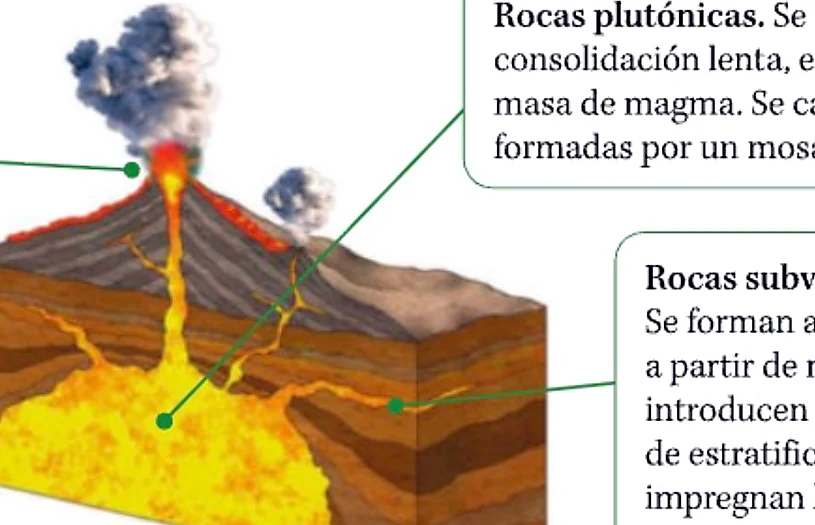 Rocas plutónicas. Se
consolidación lenta, e
masa de magma. Se ca
formadas por un mosa
Rocas subv
Se forman a
a partir de
introducen
de estratific
impregnan